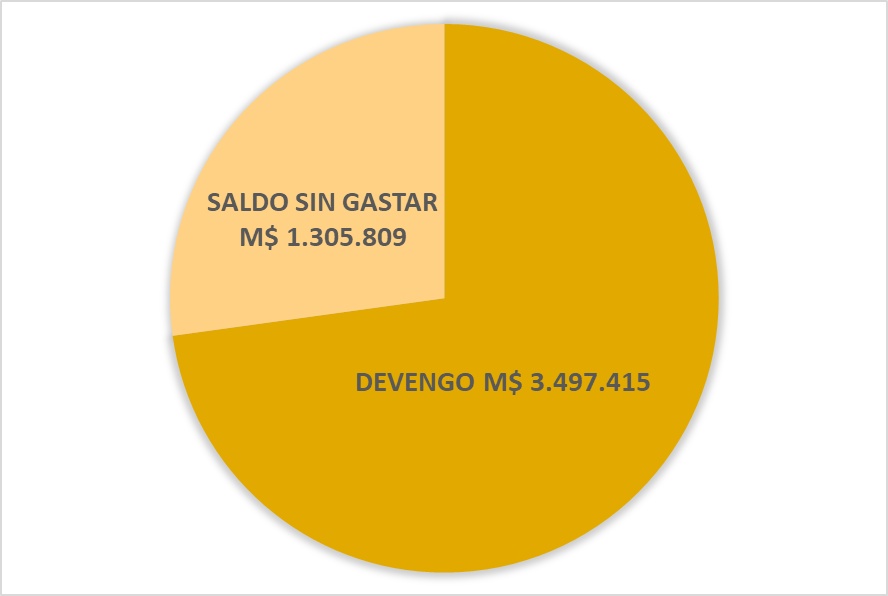 SALDO SIN GASTAR
M$ 1.305.809
DEVENGO M$ 3.497.415